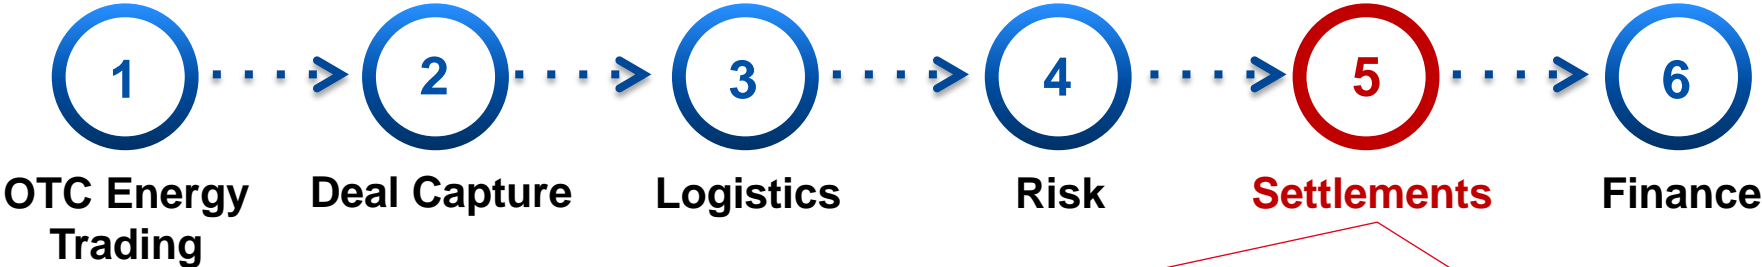 1
2
3
4
5
6
OTC Energy
Trading
Deal Capture
Logistics
Risk
Settlements
Finance